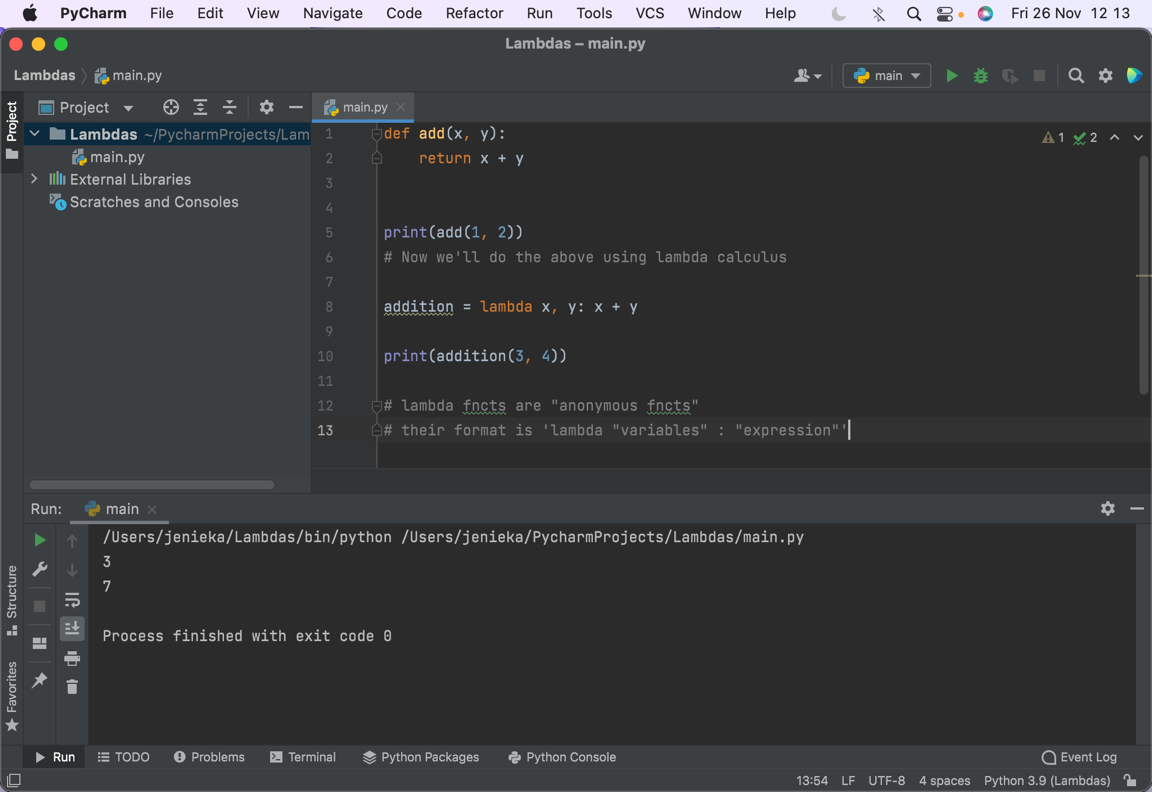 PyCharm File Edit View Navigate Code Refactor Run Tools VCS Window Help Fri 26 Nov 12 13
Lambdas – main.py
Lambdas main.py main
Project
Project
main.py
Lambdas ~/PycharmProjects/Lam
main.py
External Libraries
Scratches and Consoles
1 def add(x, y):
2 return x + y
3
4
5 print(add(1, 2))
6 # Now we'll do the above using lambda calculus
7
8 addition = lambda x, y: x + y
9
10 print(addition(3, 4))
11
12 # lambda fncts are "anonymous fncts"
13 # their format is 'lambda "variables" : "expression"'
1 2
Run: main
/Users/jenieka/Lambdas/bin/python /Users/jenieka/PycharmProjects/Lambdas/main.py
3
7
Process finished with exit code 0
Structure
Favorites
Run TODO Problems Terminal Python Packages Python Console Event Log
13:54 LF UTF-8 4 spaces Python 3.9 (Lambdas)